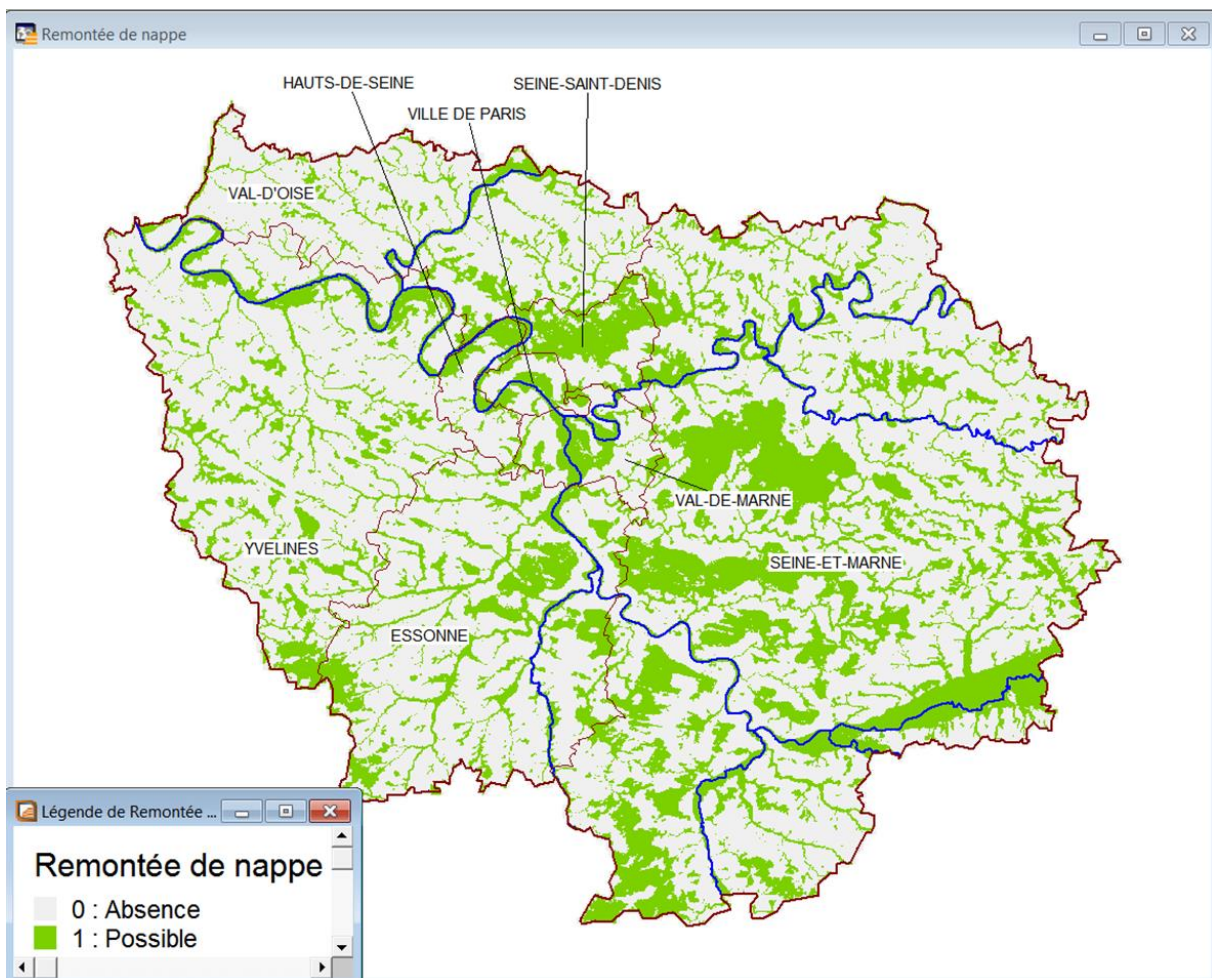 Remontée de nappe
HAUTS-DE-SEINE
SEINE-SAINT-DENIS
VILLE DE PARIS
VAL-D'OISE
VAL-DE-MARNE
YVELINES
SEINE-ET-MARNE
ESSONNE
Légende de Remontée ...
Remontée de nappe
0 : Absence
1 : Possible